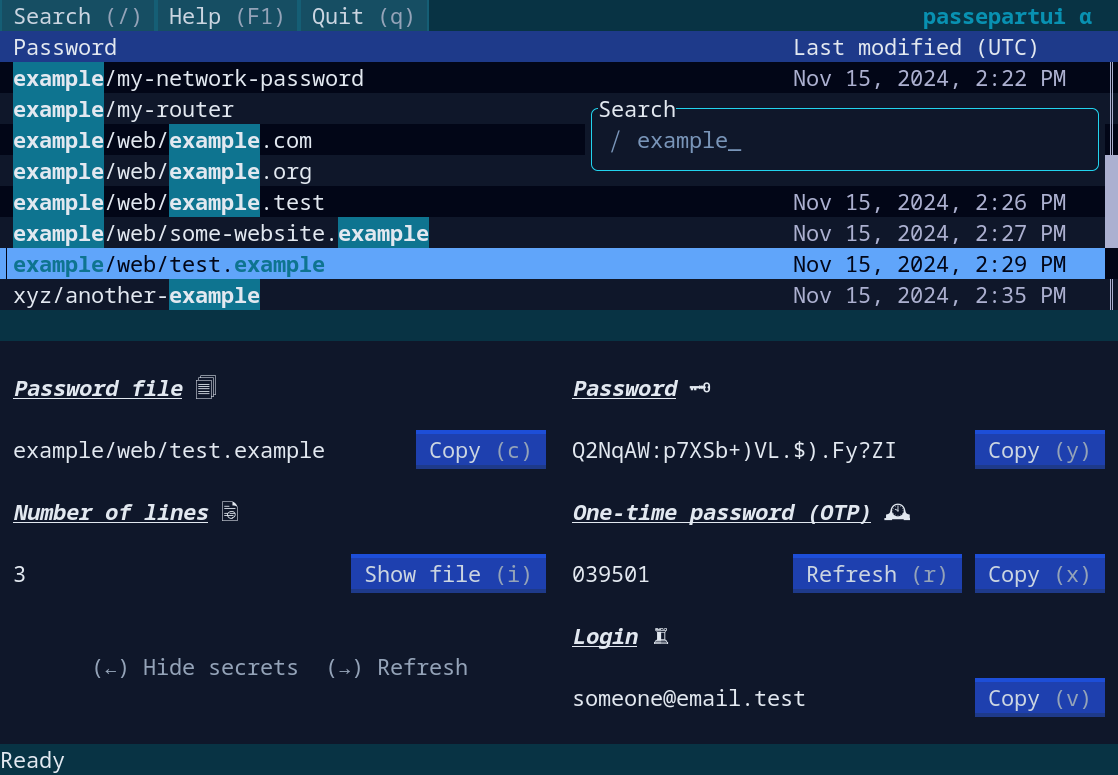 Search (/) Help (F1) Quit (q) passepartui α
Password Last modified (UTC)
example/my-network-password Nov 15, 2024, 2:22 PM
example/my-router
Search
example/web/example.com
/ example_
example/web/example.org
example/web/example.test Nov 15, 2024, 2:26 PM
example/web/some-website.example Nov 15, 2024, 2:27 PM
example/web/test.example Nov 15, 2024, 2:29 PM
xyz/another-example Nov 15, 2024, 2:35 PM
Password file
example/web/test.example Copy (c)
Number of lines
3 Show file (i)
(←) Hide secrets (→) Refresh
Password
Q2NqAW:p7XSb+)VL.$).Fy?ZI Copy (y)
One-time password (OTP)
039501 Refresh (r) Copy (x)
Login
someone@email.test Copy (v)
Ready